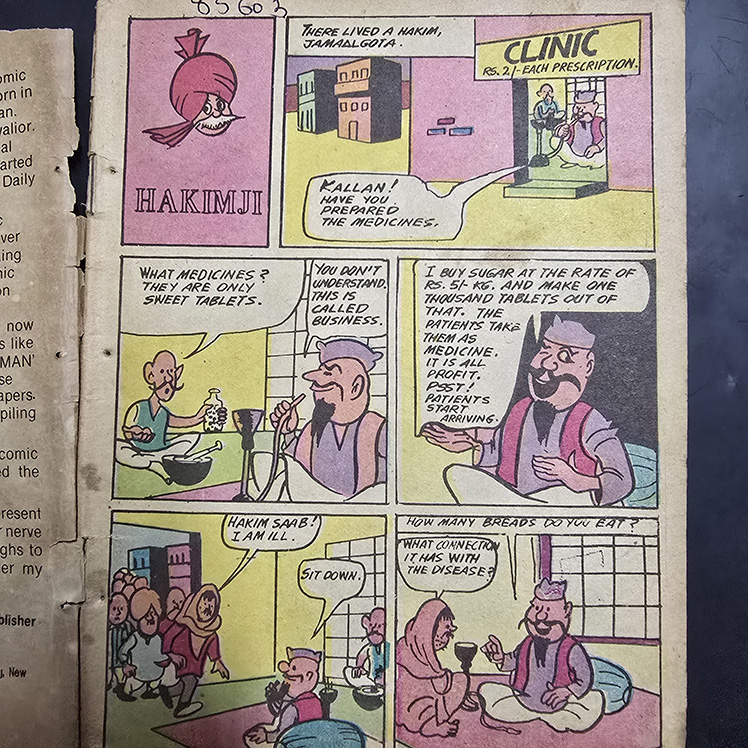 omic
orn in
an.
valior.
al
arted
Daily
c
ver
ing
nic
on
now
s like
MAN'
se
apers.
piling
comic
ed the
present
r nerve
ghs to
er my
blisher
, New
85603
HAKIMJI
THERE LIVED A HAKIM,
JAMAALGOTA.
CLINIC
RS. 2/- EACH PRESCRIPTION.
KALLAN!
HAVE YOU
PREPARED
THE MEDICINES.
WHAT MEDICINES?
THEY ARE ONLY
SWEET TABLETS.
YOU DON'T
UNDERSTAND.
THIS IS
CALLED
BUSINESS.
I BUY SUGAR AT THE RATE OF
RS. 5/- KG. AND MAKE ONE
THOUSAND TABLETS OUT OF
THAT. THE
PATIENTS TAKE
THEM AS
MEDICINE.
IT IS ALL
PROFIT.
PSST!
PATIENTS
START
ARRIVING.
HAKIM SAAB!
I AM ILL.
SIT DOWN.
HOW MANY BREADS DO YOU EAT?
WHAT CONNECTION
IT HAS WITH
THE DISEASE?